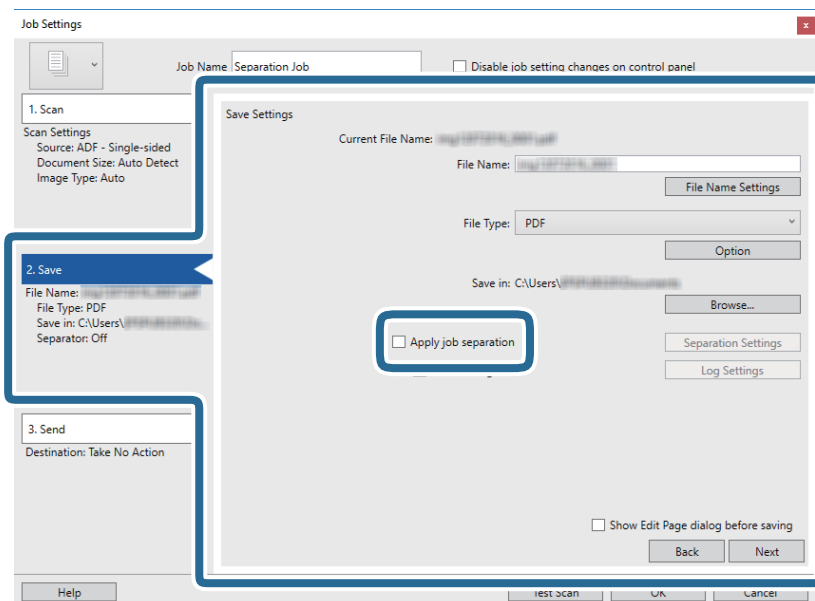 Job Settings
x
Job Name Separation Job
Disable job setting changes on control panel
1. Scan
Scan Settings
Source: ADF - Single-sided
Document Size: Auto Detect
Image Type: Auto
2. Save
File Name:
File Type: PDF
Save in: C:\Users\
Separator: Off
3. Send
Destination: Take No Action
Save Settings
Current File Name:
File Name:
File Name Settings
File Type: PDF
Option
Save in: C:\Users\
Browse...
Apply job separation
Separation Settings
Log Settings
Show Edit Page dialog before saving
Back
Next
Help
Test Scan
OK
Cancel